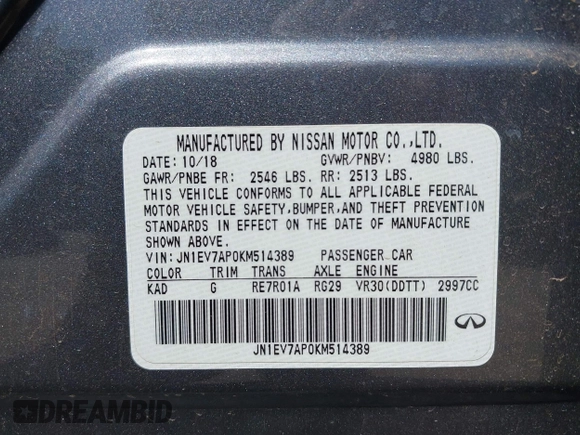 MANUFACTURED BY NISSAN MOTOR CO.,LTD.
DATE: 10/18 GVWR/PNBV: 4980 LBS.
GAWR/PNBE FR: 2546 LBS. RR: 2513 LBS.
THIS VEHICLE CONFORMS TO ALL APPLICABLE FEDERAL
MOTOR VEHICLE SAFETY,BUMPER,AND THEFT PREVENTION
STANDARDS IN EFFECT ON THE DATE OF MANUFACTURE
SHOWN ABOVE.
VIN: JN1EV7AP0KM514389 PASSENGER CAR
COLOR TRIM TRANS AXLE ENGINE
KAD G RE7R01A RG29 VR30(DDTT) 2997CC
JN1EV7AP0KM514389
DREAMBID